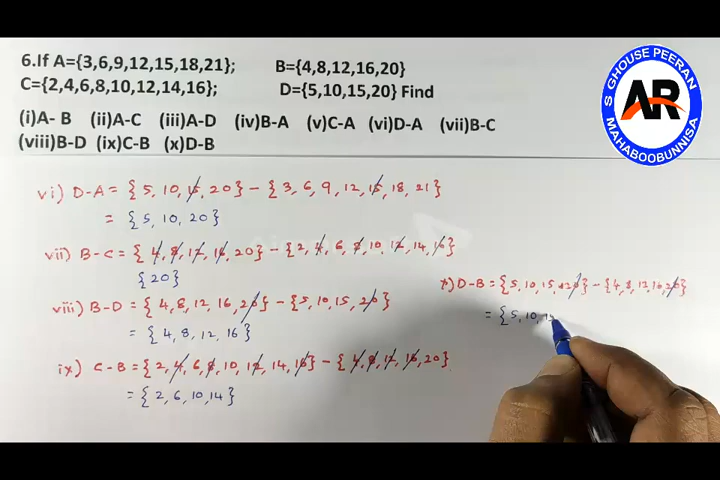 6.If A={3,6,9,12,15,18,21}; B={4,8,12,16,20}
C={2,4,6,8,10,12,14,16}; D={5,10,15,20} Find
(i)A- B (ii)A-C (iii)A-D (iv)B-A (v)C-A (vi)D-A (vii)B-C
(viii)B-D (ix)C-B (x)D-B
S GHOUSE PEERAN
AR
MAHABOOBUNNISA
vi) D-A = {5, 10, 15, 20} - {3, 6, 9, 12, 15, 18, 21}
= {5, 10, 20}
vii) B-C = {4, 8, 12, 16, 20} - {2, 4, 6, 8, 10, 12, 14, 16}
{20}
viii) B-D = {4, 8, 12, 16, 20} - {5, 10, 15, 20}
= {4, 8, 12, 16}
ix) C-B = {2, 4, 6, 8, 10, 12, 14, 16} - {4, 8, 12, 16, 20}
= {2, 6, 10, 14}
x) D-B = {5, 10, 15, 20} - {4, 8, 12, 16, 20}
= {5, 10,